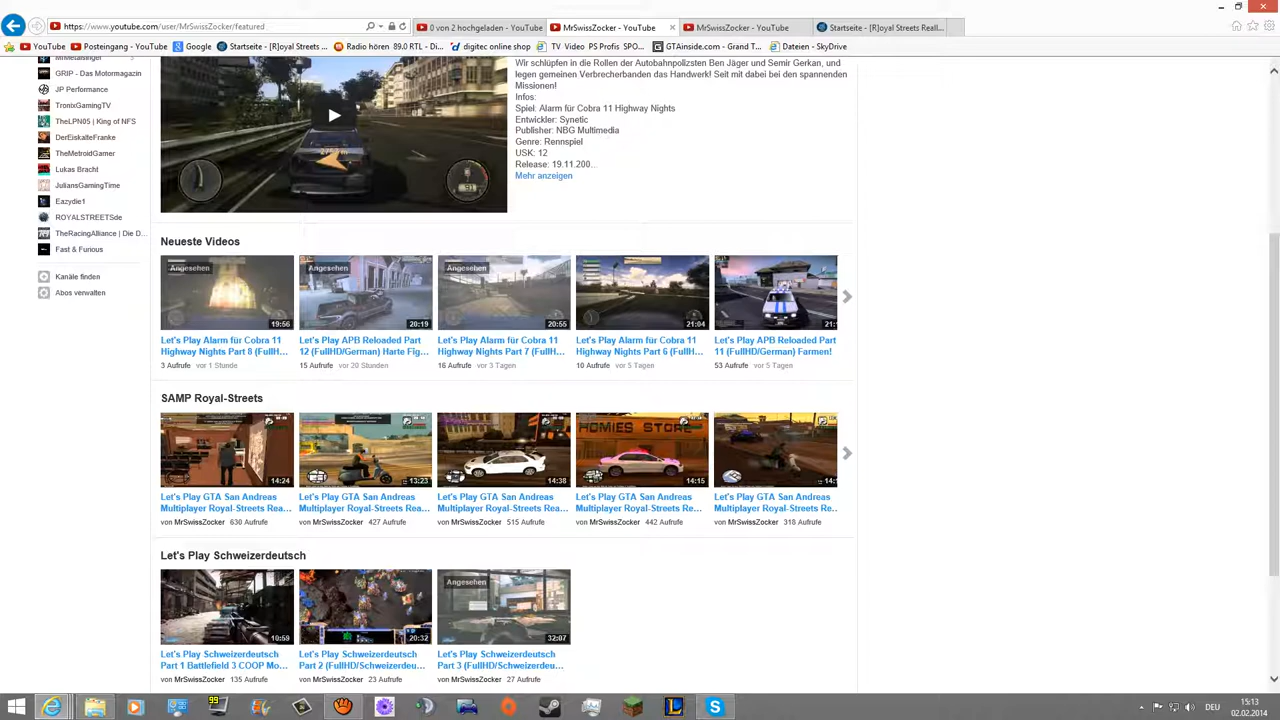 https://www.youtube.com/user/MrSwissZocker/featured
0 von 2 hochgeladen - YouTube
MrSwissZocker - YouTube
MrSwissZocker - YouTube
Startseite - [R]oyal Streets Reall...
YouTube
Posteingang - YouTube
Google
Startseite - [R]oyal Streets ...
Radio hören 89.0 RTL - Di...
digitec online shop
TV Video PS Profis SPO...
GTAinside.com - Grand T...
Dateien - SkyDrive
GRIP - Das Motormagazin
JP Performance
TronixGamingTV
TheLPN05 | King of NFS
DerEiskalteFranke
TheMetroidGamer
Lukas Bracht
JuliansGamingTime
Eazydie1
ROYALSTREETSde
TheRacingAlliance | Die D...
Fast & Furious
Kanäle finden
Abos verwalten
91
Wir schlüpfen in die Rollen der Autobahnpolizsten Ben Jäger und Semir Gerkan, und
legen gemeinen Verbrecherbanden das Handwerk! Seit mit dabei bei den spannenden
Missionen!
Infos:
Spiel: Alarm für Cobra 11 Highway Nights
Entwickler: Synetic
Publisher: NBG Multimedia
Genre: Rennspiel
USK: 12
Release: 19.11.200...
Mehr anzeigen
Neueste Videos
Angesehen
Angesehen
Angesehen
19:56
20:19
20:55
21:04
Let's Play Alarm für Cobra 11
Highway Nights Part 8 (FullH...
3 Aufrufe vor 1 Stunde
Let's Play APB Reloaded Part
12 (FullHD/German) Harte Fig...
15 Aufrufe vor 20 Stunden
Let's Play Alarm für Cobra 11
Highway Nights Part 7 (FullH...
16 Aufrufe vor 3 Tagen
Let's Play Alarm für Cobra 11
Highway Nights Part 6 (FullH...
10 Aufrufe vor 5 Tagen
Let's Play APB Reloaded Part
11 (FullHD/German) Farmen!
53 Aufrufe vor 5 Tagen
SAMP Royal-Streets
HOMIES STORE
14:24
13:23
14:38
14:15
Let's Play GTA San Andreas
Multiplayer Royal-Streets Rea...
von MrSwissZocker 630 Aufrufe
Let's Play GTA San Andreas
Multiplayer Royal-Streets Rea...
von MrSwissZocker 427 Aufrufe
Let's Play GTA San Andreas
Multiplayer Royal-Streets Rea...
von MrSwissZocker 515 Aufrufe
Let's Play GTA San Andreas
Multiplayer Royal-Streets Rea...
von MrSwissZocker 442 Aufrufe
Let's Play GTA San Andreas
Multiplayer Royal-Streets Re..
von MrSwissZocker 318 Aufrufe
Let's Play Schweizerdeutsch
Angesehen
10:59
20:32
32:07
Let's Play Schweizerdeutsch
Part 1 Battlefield 3 COOP Mo...
von MrSwissZocker 135 Aufrufe
Let's Play Schweizerdeutsch
Part 2 (FullHD/Schweizerdeu...
von MrSwissZocker 23 Aufrufe
Let's Play Schweizerdeutsch
Part 3 (FullHD/Schweizerdeu...
von MrSwissZocker 27 Aufrufe
99
DEU
15:13
02.02.2014